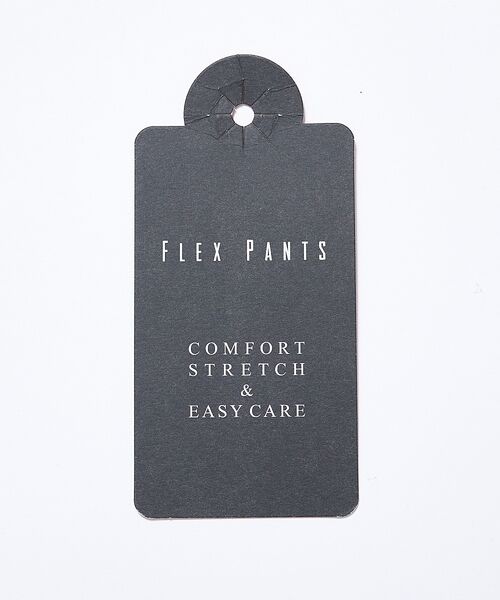 FLEX PANTS
COMFORT
STRETCH
&
EASY CARE